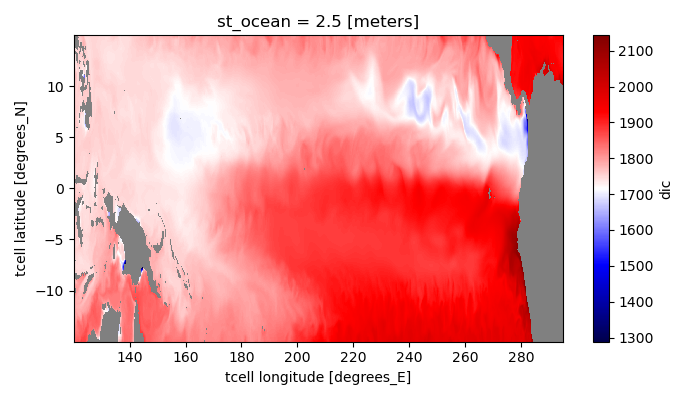 st_ocean = 2.5 [meters]
10
5
0
−5
−10
tcell latitude [degrees_N]
140 160 180 200 220 240 260 280
tcell longitude [degrees_E]
2100
2000
1900
1800
1700
1600
1500
1400
1300
dic